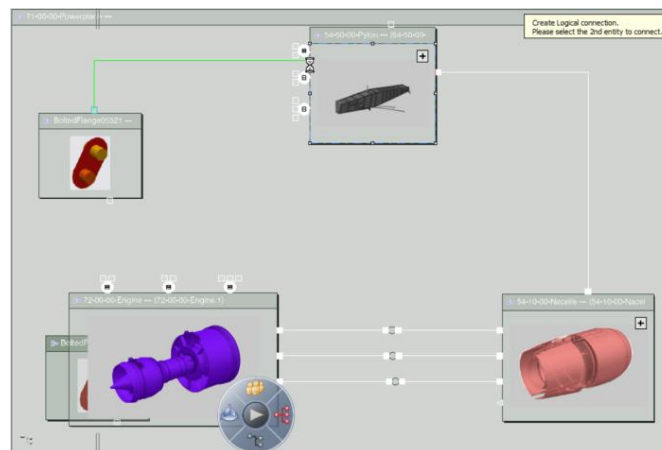 71-00-00-Powerplant —
Create Logical connection.
Please select the 2nd entity to connect.
54-50-00-Pylon — (54-50-00-
BoltedFlange05521 —
72-00-00-Engine — (72-00-00-Engine.1)
54-10-00-Nacelle — (54-10-00-Nacel